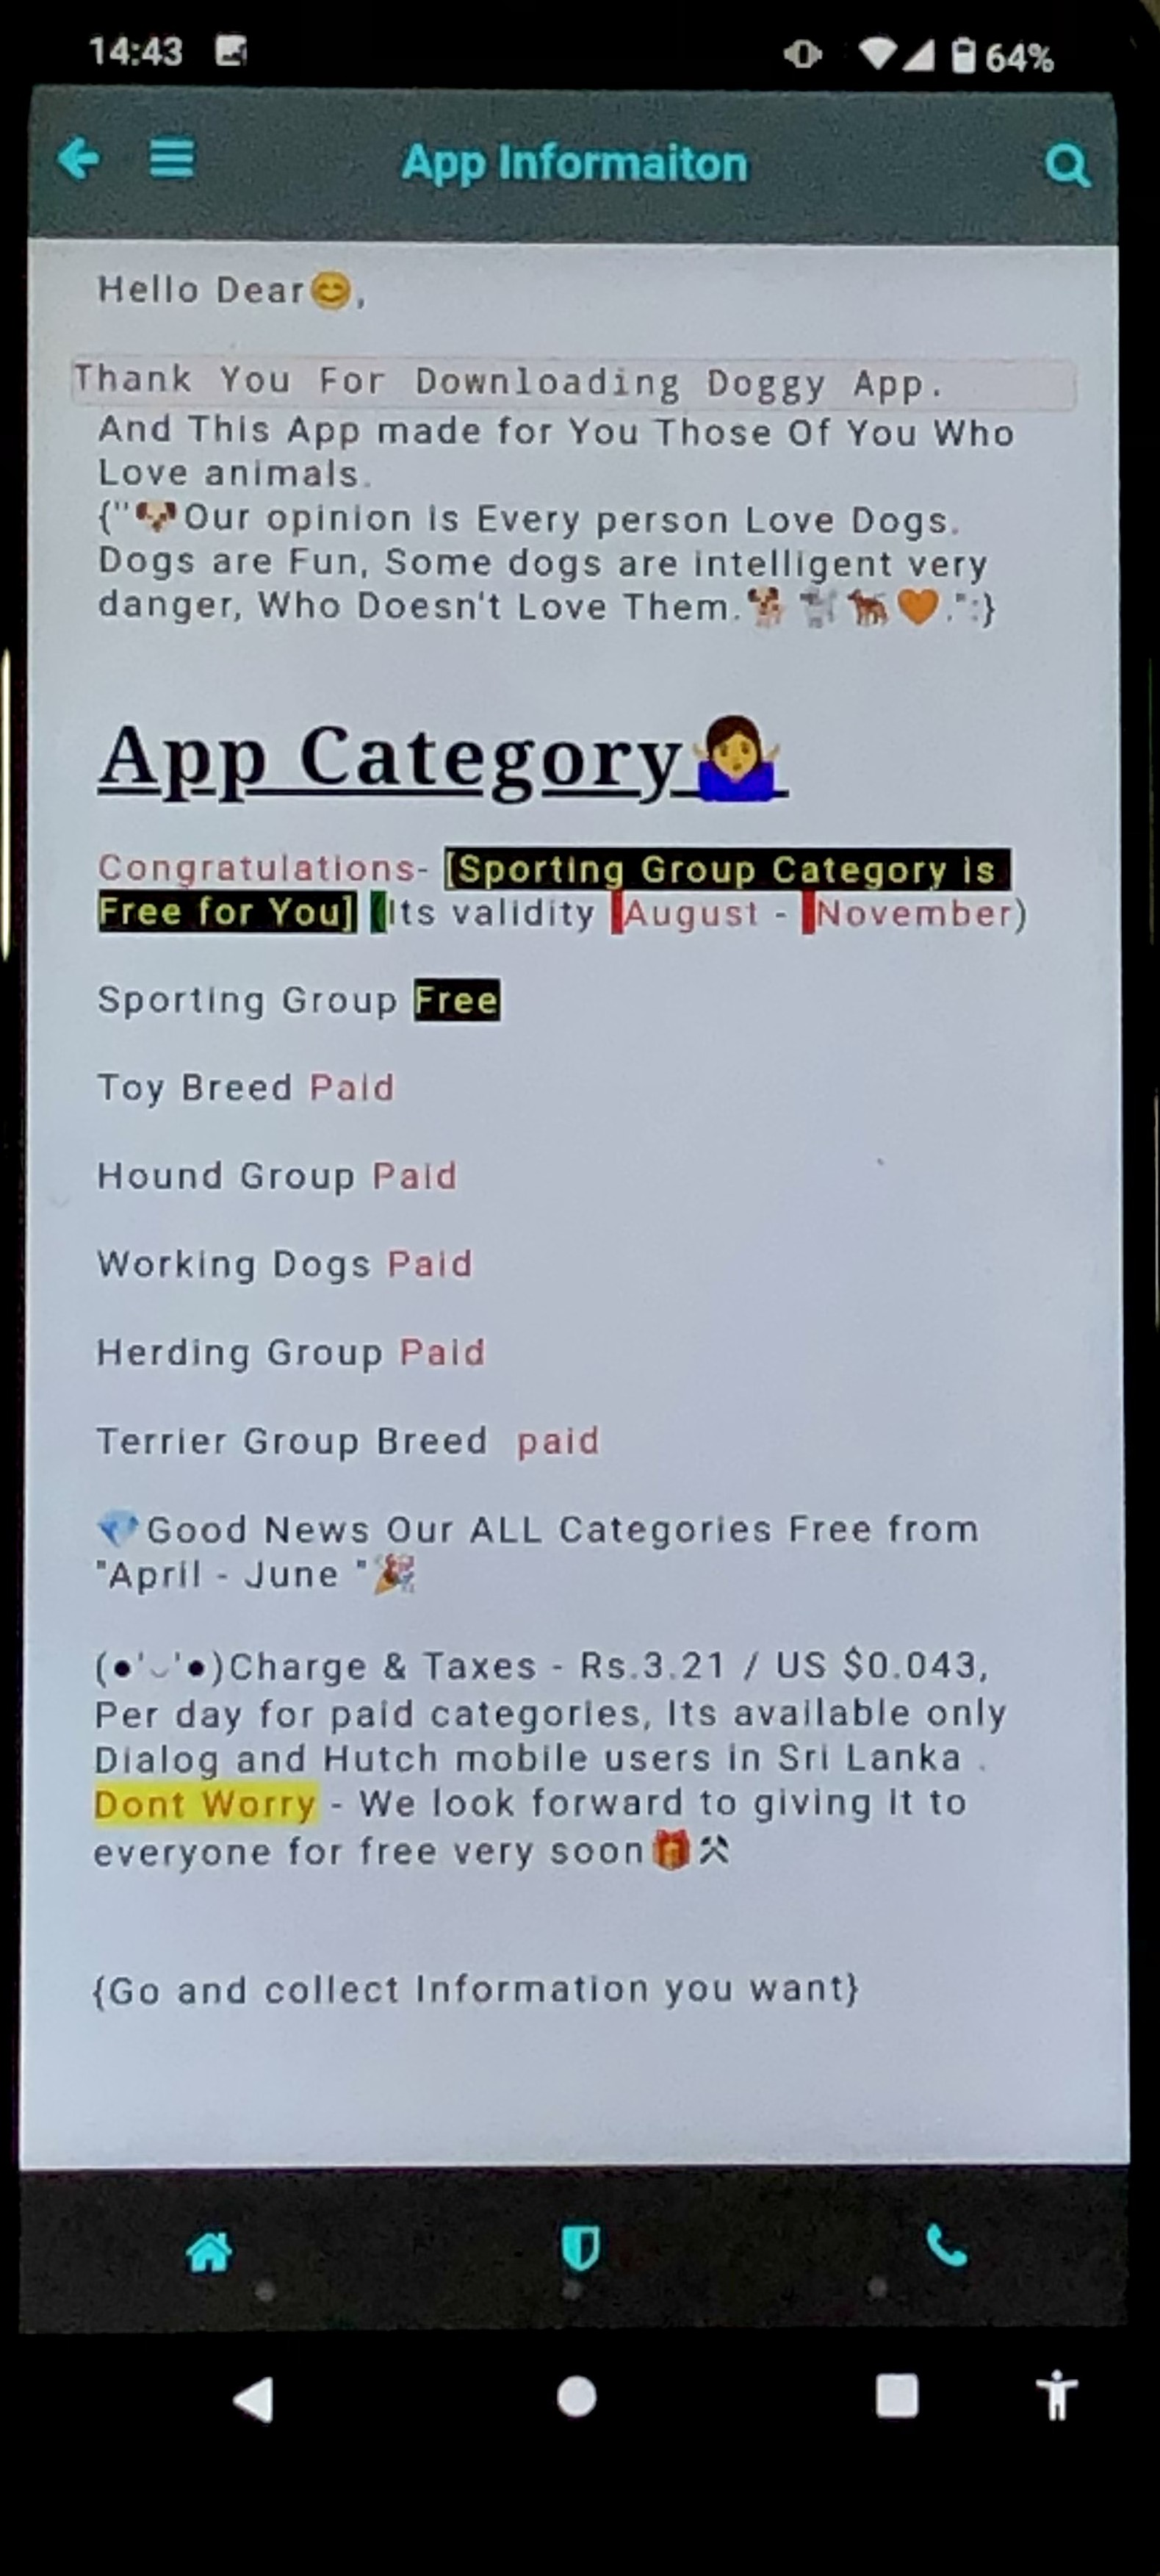 14:43 64%
App Informaiton
Hello Dear😊,
Thank You For Downloading Doggy App.
And This App made for You Those Of You Who
Love animals.
{"🐶Our opinion is Every person Love Dogs.
Dogs are Fun, Some dogs are intelligent very
danger, Who Doesn't Love Them.🐕🐩🐕‍🦺🧡.":}
App Category🤷‍♀️
Congratulations- [Sporting Group Category is
Free for You] (Its validity August - November)
Sporting Group Free
Toy Breed Paid
Hound Group Paid
Working Dogs Paid
Herding Group Paid
Terrier Group Breed paid
💎Good News Our ALL Categories Free from
"April - June "🎉
(●'◡'●)Charge & Taxes - Rs.3.21 / US $0.043,
Per day for paid categories, Its available only
Dialog and Hutch mobile users in Sri Lanka .
Dont Worry - We look forward to giving it to
everyone for free very soon🎁⚒
{Go and collect Information you want}